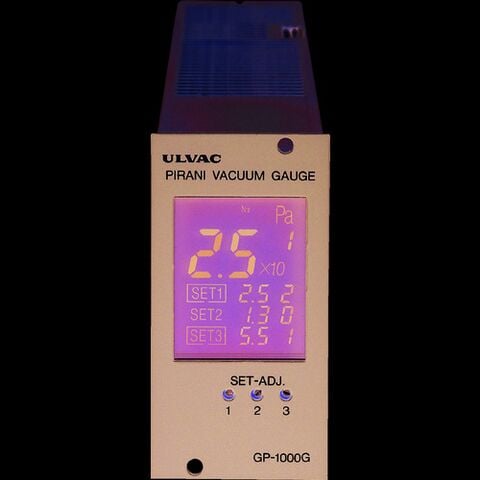 ULVAC
PIRANI VACUUM GAUGE
N₂ Pa
2.5 ×10 1
SET1 2.5 2
SET2 1.3 0
SET3 5.5 1
SET-ADJ.
1 2 3
GP-1000G